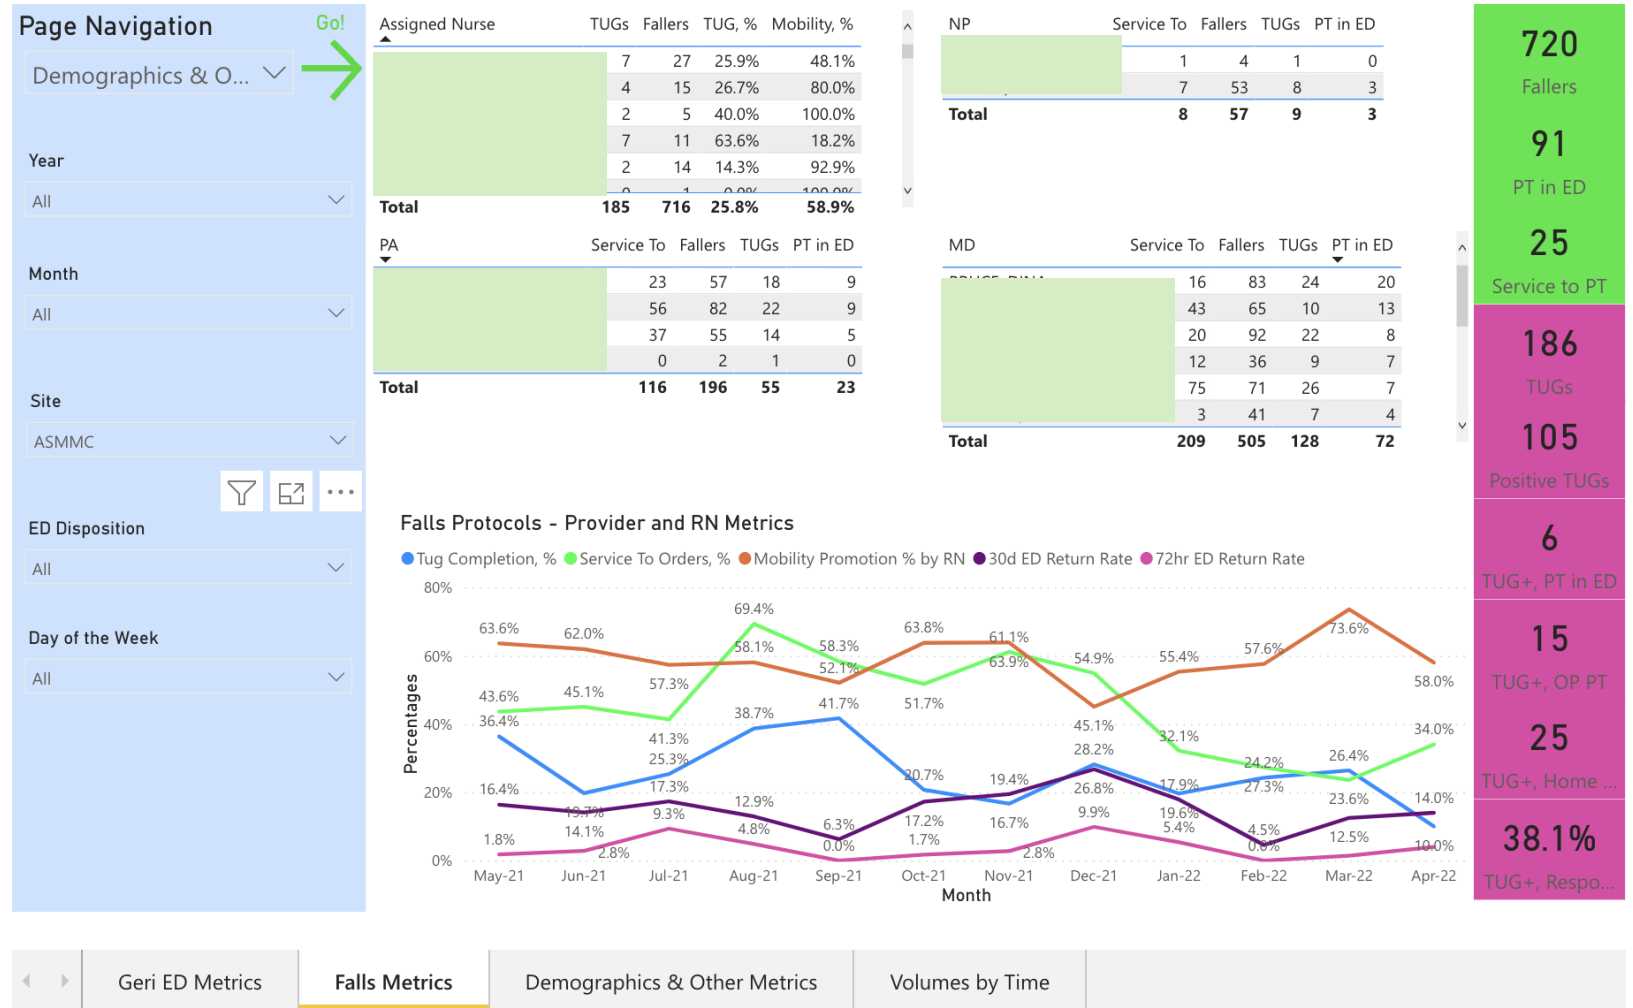 Page Navigation
Go!
Demographics & O...
Year
All
Month
All
Site
ASMMC
ED Disposition
All
Day of the Week
All
Assigned Nurse TUGs Fallers TUG, % Mobility, %
7 27 25.9% 48.1%
4 15 26.7% 80.0%
2 5 40.0% 100.0%
7 11 63.6% 18.2%
2 14 14.3% 92.9%
0 1 0.0% 100.0%
Total 185 716 25.8% 58.9%
NP Service To Fallers TUGs PT in ED
1 4 1 0
7 53 8 3
Total 8 57 9 3
PA Service To Fallers TUGs PT in ED
23 57 18 9
56 82 22 9
37 55 14 5
0 2 1 0
Total 116 196 55 23
MD Service To Fallers TUGs PT in ED
16 83 24 20
43 65 10 13
20 92 22 8
12 36 9 7
75 71 26 7
3 41 7 4
Total 209 505 128 72
720
Fallers
91
PT in ED
25
Service to PT
186
TUGs
105
Positive TUGs
6
TUG+, PT in ED
15
TUG+, OP PT
25
TUG+, Home ...
38.1%
TUG+, Respo...
Falls Protocols - Provider and RN Metrics
Tug Completion, % Service To Orders, % Mobility Promotion % by RN 30d ED Return Rate 72hr ED Return Rate
Percentages
80%
60%
40%
20%
0%
63.6% 62.0% 57.3% 58.1% 52.1% 63.8% 63.9% 45.1% 55.4% 57.6% 73.6% 58.0%
43.6% 45.1% 41.3% 69.4% 58.3% 51.7% 61.1% 54.9% 32.1% 27.3% 23.6% 34.0%
36.4% 19.7% 25.3% 38.7% 41.7% 20.7% 16.7% 28.2% 19.6% 24.2% 26.4% 10.0%
16.4% 14.1% 17.3% 12.9% 6.3% 17.2% 19.4% 26.8% 17.9% 4.5% 12.5% 14.0%
1.8% 2.8% 9.3% 4.8% 0.0% 1.7% 2.8% 9.9% 5.4% 0.0%
May-21 Jun-21 Jul-21 Aug-21 Sep-21 Oct-21 Nov-21 Dec-21 Jan-22 Feb-22 Mar-22 Apr-22
Month
Geri ED Metrics
Falls Metrics
Demographics & Other Metrics
Volumes by Time